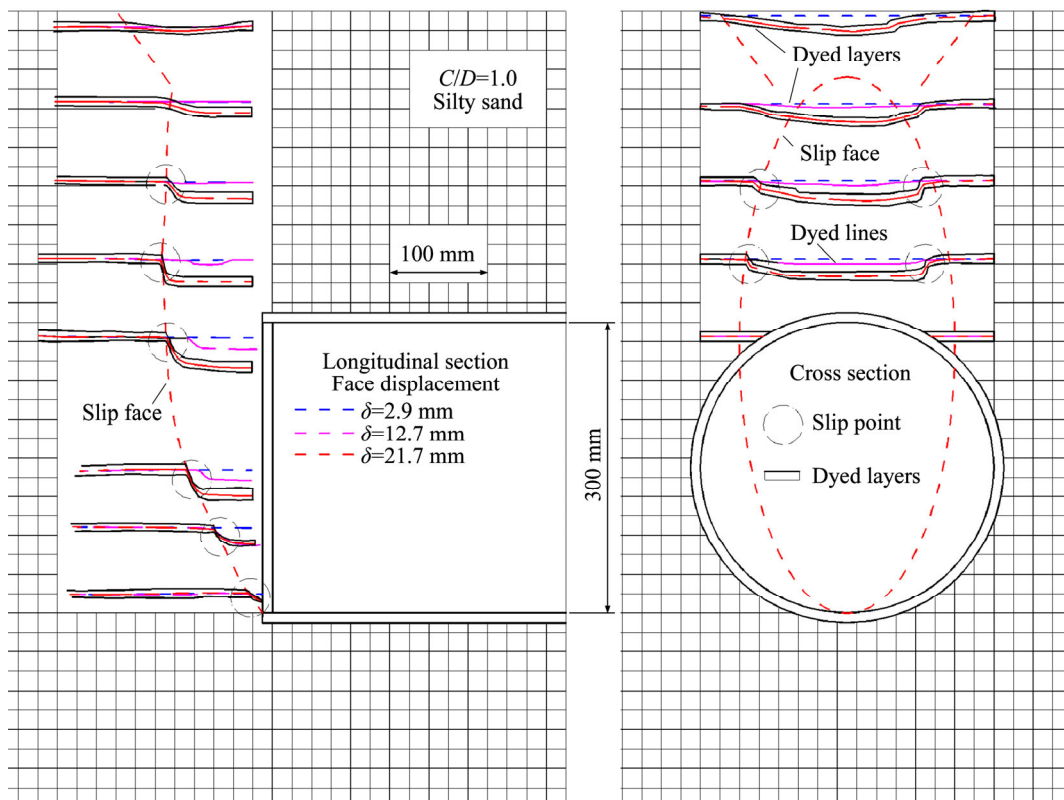 C/D=1.0
Silty sand
100 mm
Longitudinal section
Face displacement
δ=2.9 mm
δ=12.7 mm
δ=21.7 mm
Slip face
300 mm
Dyed layers
Slip face
Dyed lines
Cross section
Slip point
Dyed layers